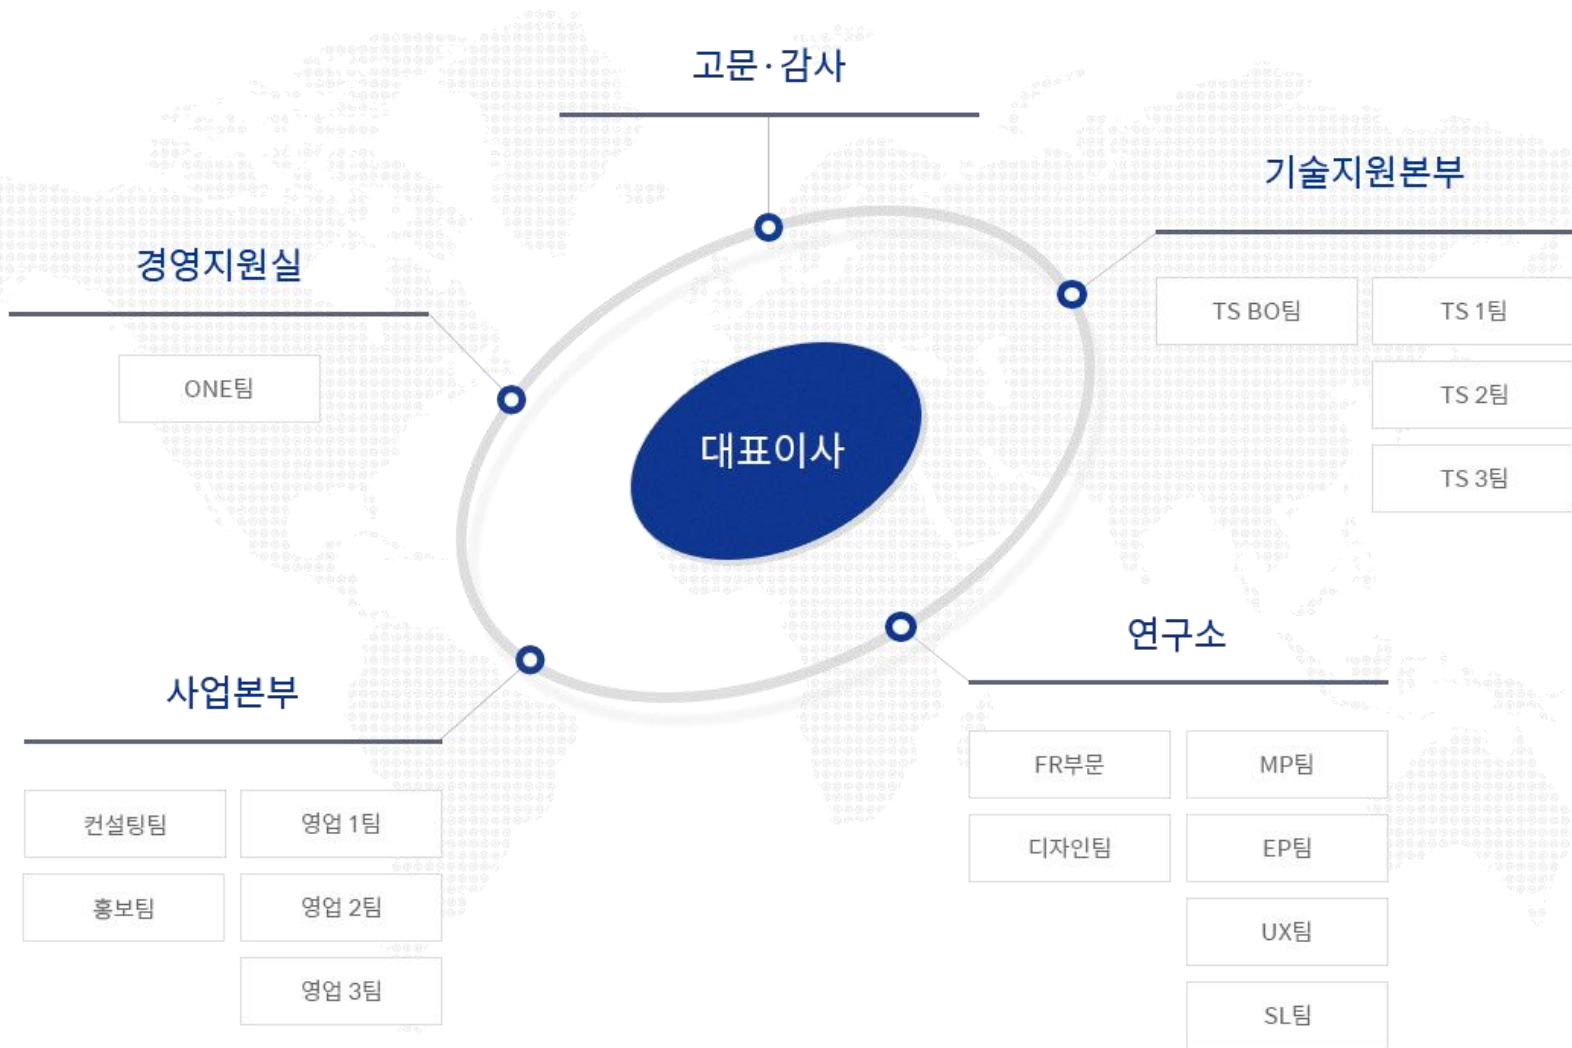 고문·감사
기술지원본부
TS BO팀
TS 1팀
TS 2팀
TS 3팀
경영지원실
ONE팀
대표이사
연구소
FR부문
MP팀
디자인팀
EP팀
UX팀
SL팀
사업본부
컨설팅팀
영업 1팀
홍보팀
영업 2팀
영업 3팀